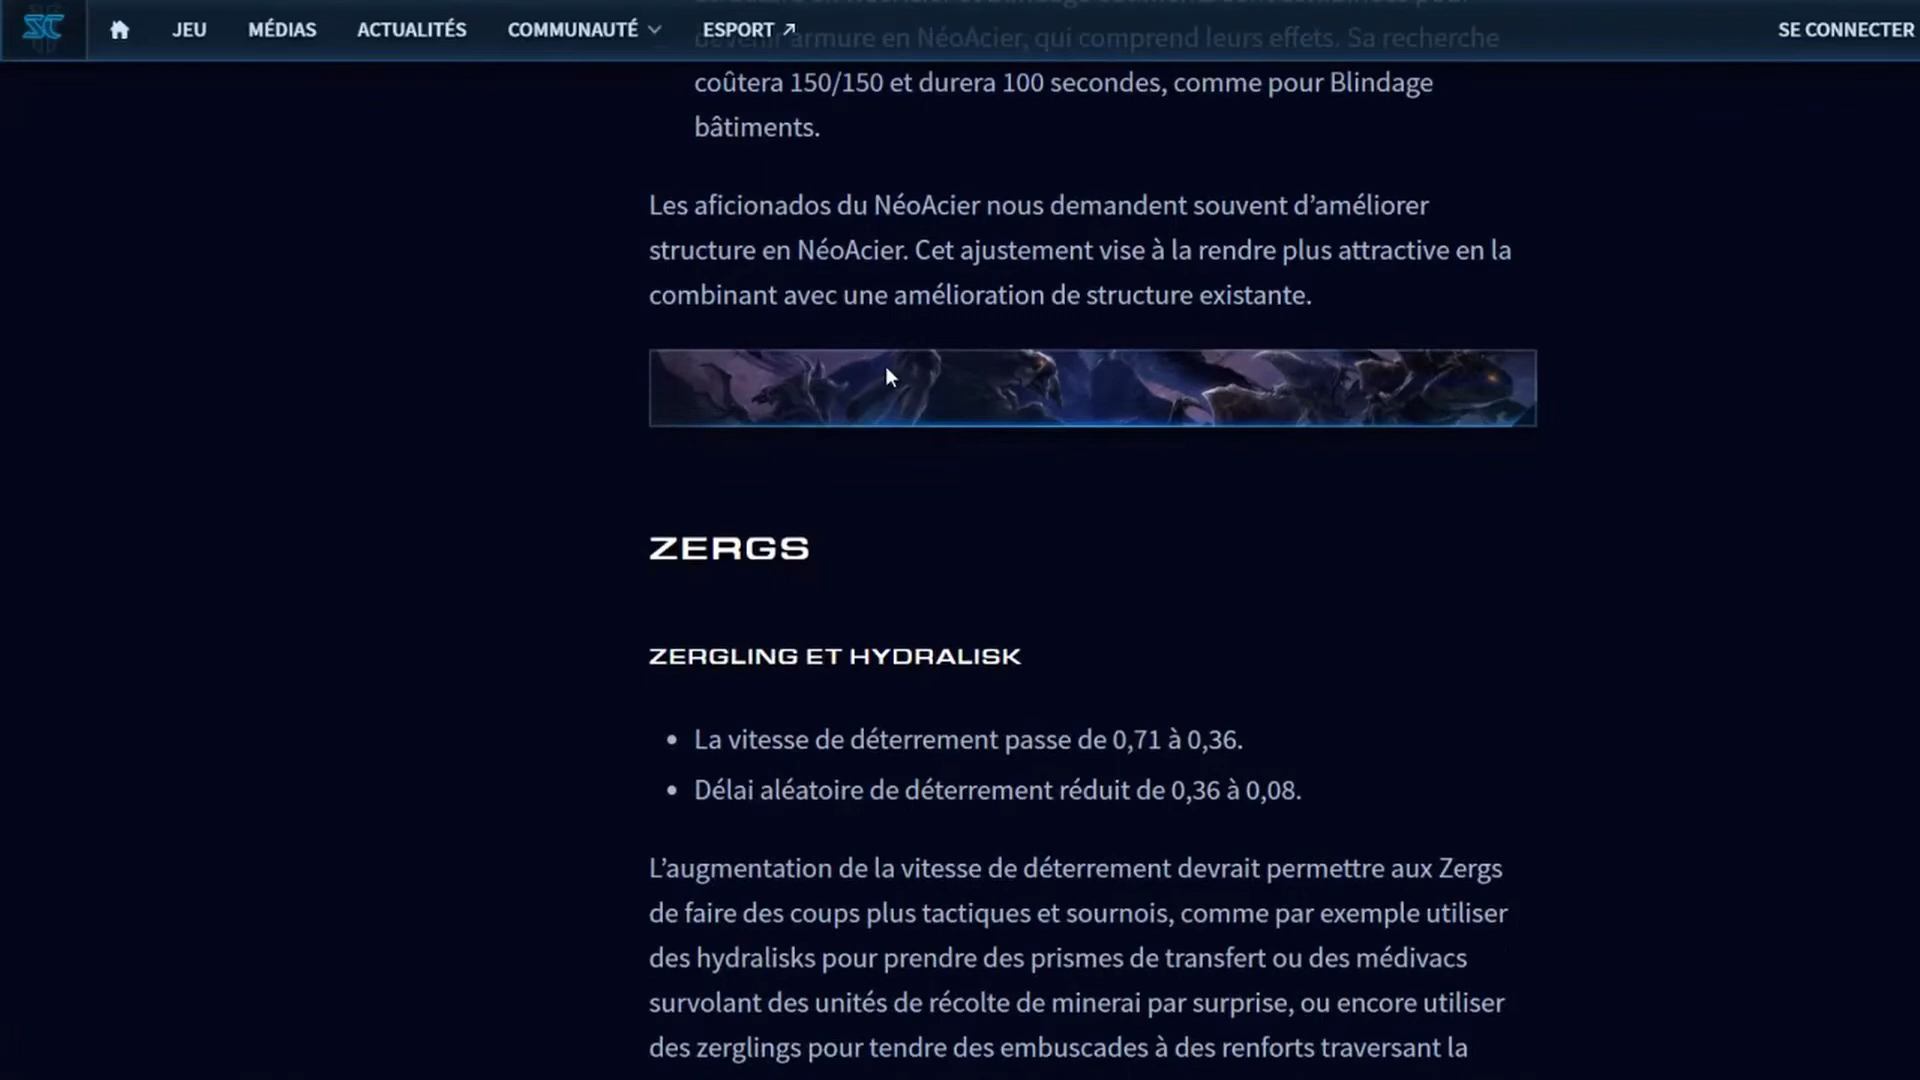 SC
JEU
MÉDIAS
ACTUALITÉS
COMMUNAUTÉ
ESPORT
SE CONNECTER
devenir armure en NéoAcier, qui comprend leurs effets. Sa recherche
coûtera 150/150 et durera 100 secondes, comme pour Blindage
bâtiments.
Les aficionados du NéoAcier nous demandent souvent d’améliorer
structure en NéoAcier. Cet ajustement vise à la rendre plus attractive en la
combinant avec une amélioration de structure existante.
ZERGS
ZERGLING ET HYDRALISK
• La vitesse de déterrement passe de 0,71 à 0,36.
• Délai aléatoire de déterrement réduit de 0,36 à 0,08.
L’augmentation de la vitesse de déterrement devrait permettre aux Zergs
de faire des coups plus tactiques et sournois, comme par exemple utiliser
des hydralisks pour prendre des prismes de transfert ou des médivacs
survolant des unités de récolte de minerai par surprise, ou encore utiliser
des zerglings pour tendre des embuscades à des renforts traversant la